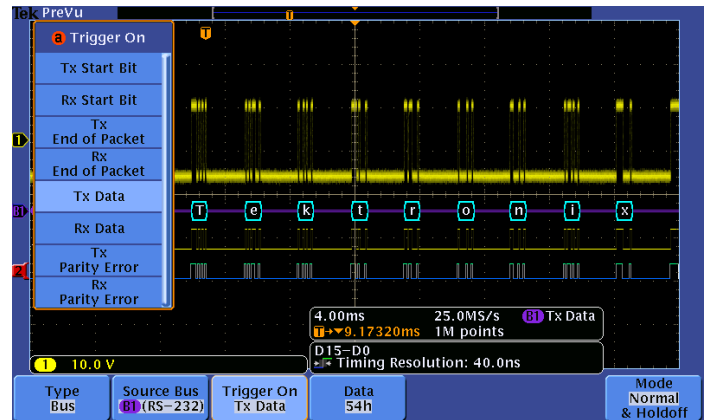 Tek PreVu
T
a Trigger On
T
Tx Start Bit
Rx Start Bit
Tx
End of Packet
Rx
End of Packet
Tx Data
Rx Data
Tx
Parity Error
Rx
Parity Error
1
B1
T e k t r o n i x
2
4.00ms 25.0MS/s B1 Tx Data
T→▼9.17320ms 1M points
D15-D0
Timing Resolution: 40.0ns
1 10.0 V
Type
Bus
Source Bus
B1 (RS-232)
Trigger On
Tx Data
Data
54h
Mode
Normal
& Holdoff